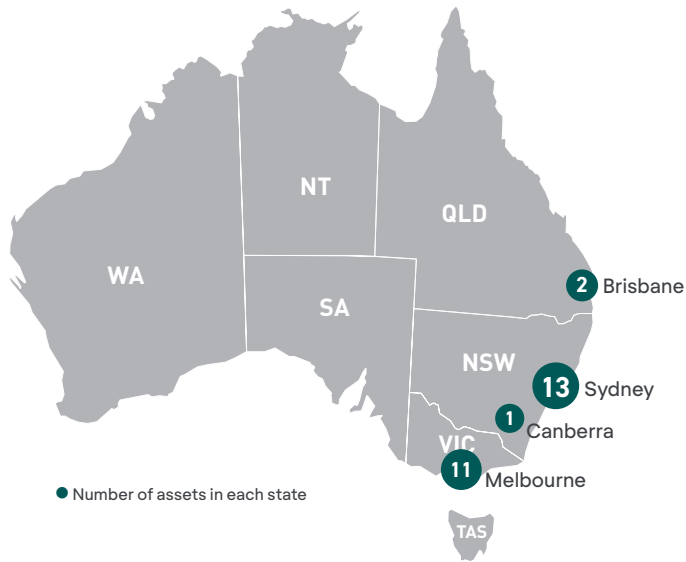 NT
QLD
WA
2 Brisbane
SA
NSW
13 Sydney
1
Canberra
VIC
11 Melbourne
Number of assets in each state
TAS